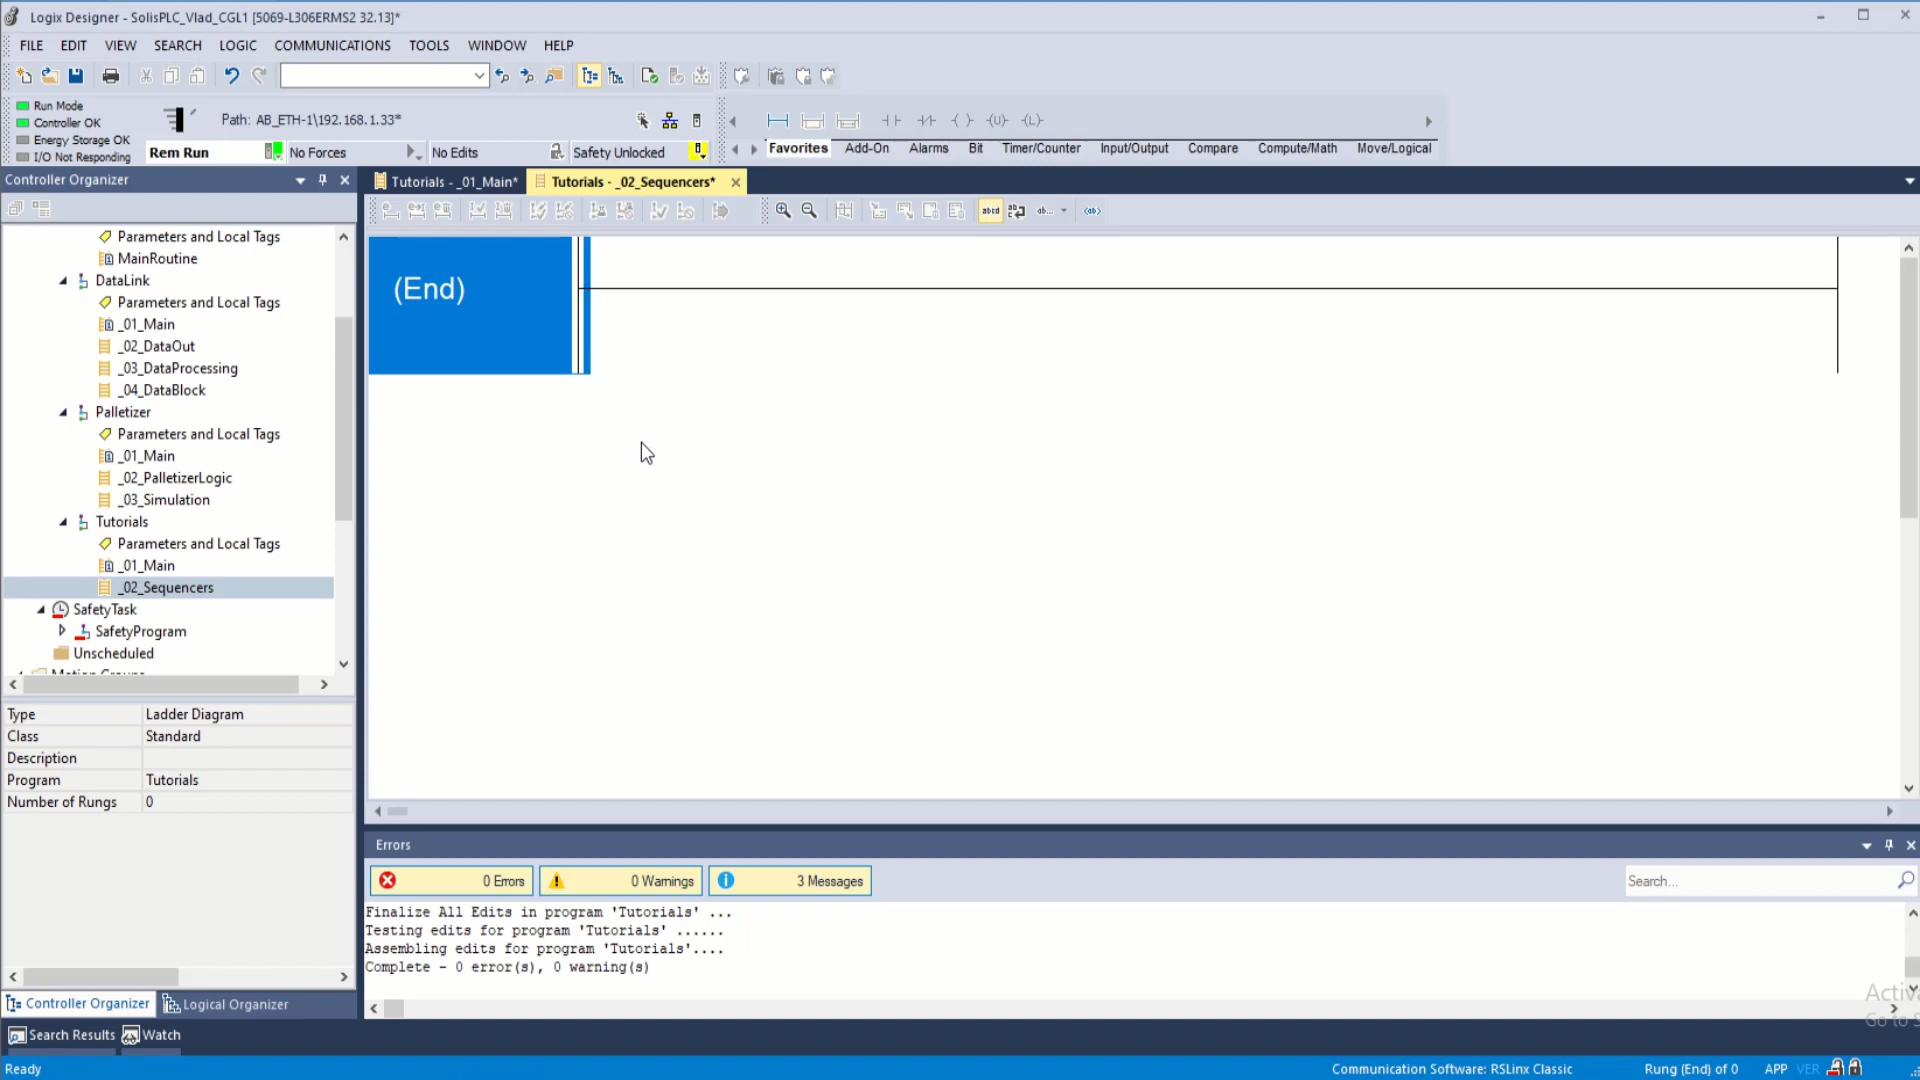 Logix Designer - SolisPLC_Vlad_CGL1 [5069-L306ERMS2 32.13]*
FILE EDIT VIEW SEARCH LOGIC COMMUNICATIONS TOOLS WINDOW HELP
Run Mode
Controller OK
Energy Storage OK
I/O Not Responding
Path: AB_ETH-1\192.168.1.33*
Rem Run No Forces No Edits Safety Unlocked
Favorites Add-On Alarms Bit Timer/Counter Input/Output Compare Compute/Math Move/Logical
Controller Organizer
Tutorials - _01_Main* Tutorials - _02_Sequencers*
Parameters and Local Tags
MainRoutine
DataLink
Parameters and Local Tags
_01_Main
_02_DataOut
_03_DataProcessing
_04_DataBlock
Palletizer
Parameters and Local Tags
_01_Main
_02_PalletizerLogic
_03_Simulation
Tutorials
Parameters and Local Tags
_01_Main
_02_Sequencers
SafetyTask
SafetyProgram
Unscheduled
(End)
Type Ladder Diagram
Class Standard
Description
Program Tutorials
Number of Rungs 0
Controller Organizer Logical Organizer
Errors
0 Errors 0 Warnings 3 Messages
Search...
Finalize All Edits in program 'Tutorials' ...
Testing edits for program 'Tutorials' ......
Assembling edits for program 'Tutorials'....
Complete - 0 error(s), 0 warning(s)
Search Results Watch
Ready
Communication Software: RSLinx Classic Rung (End) of 0 APP VER